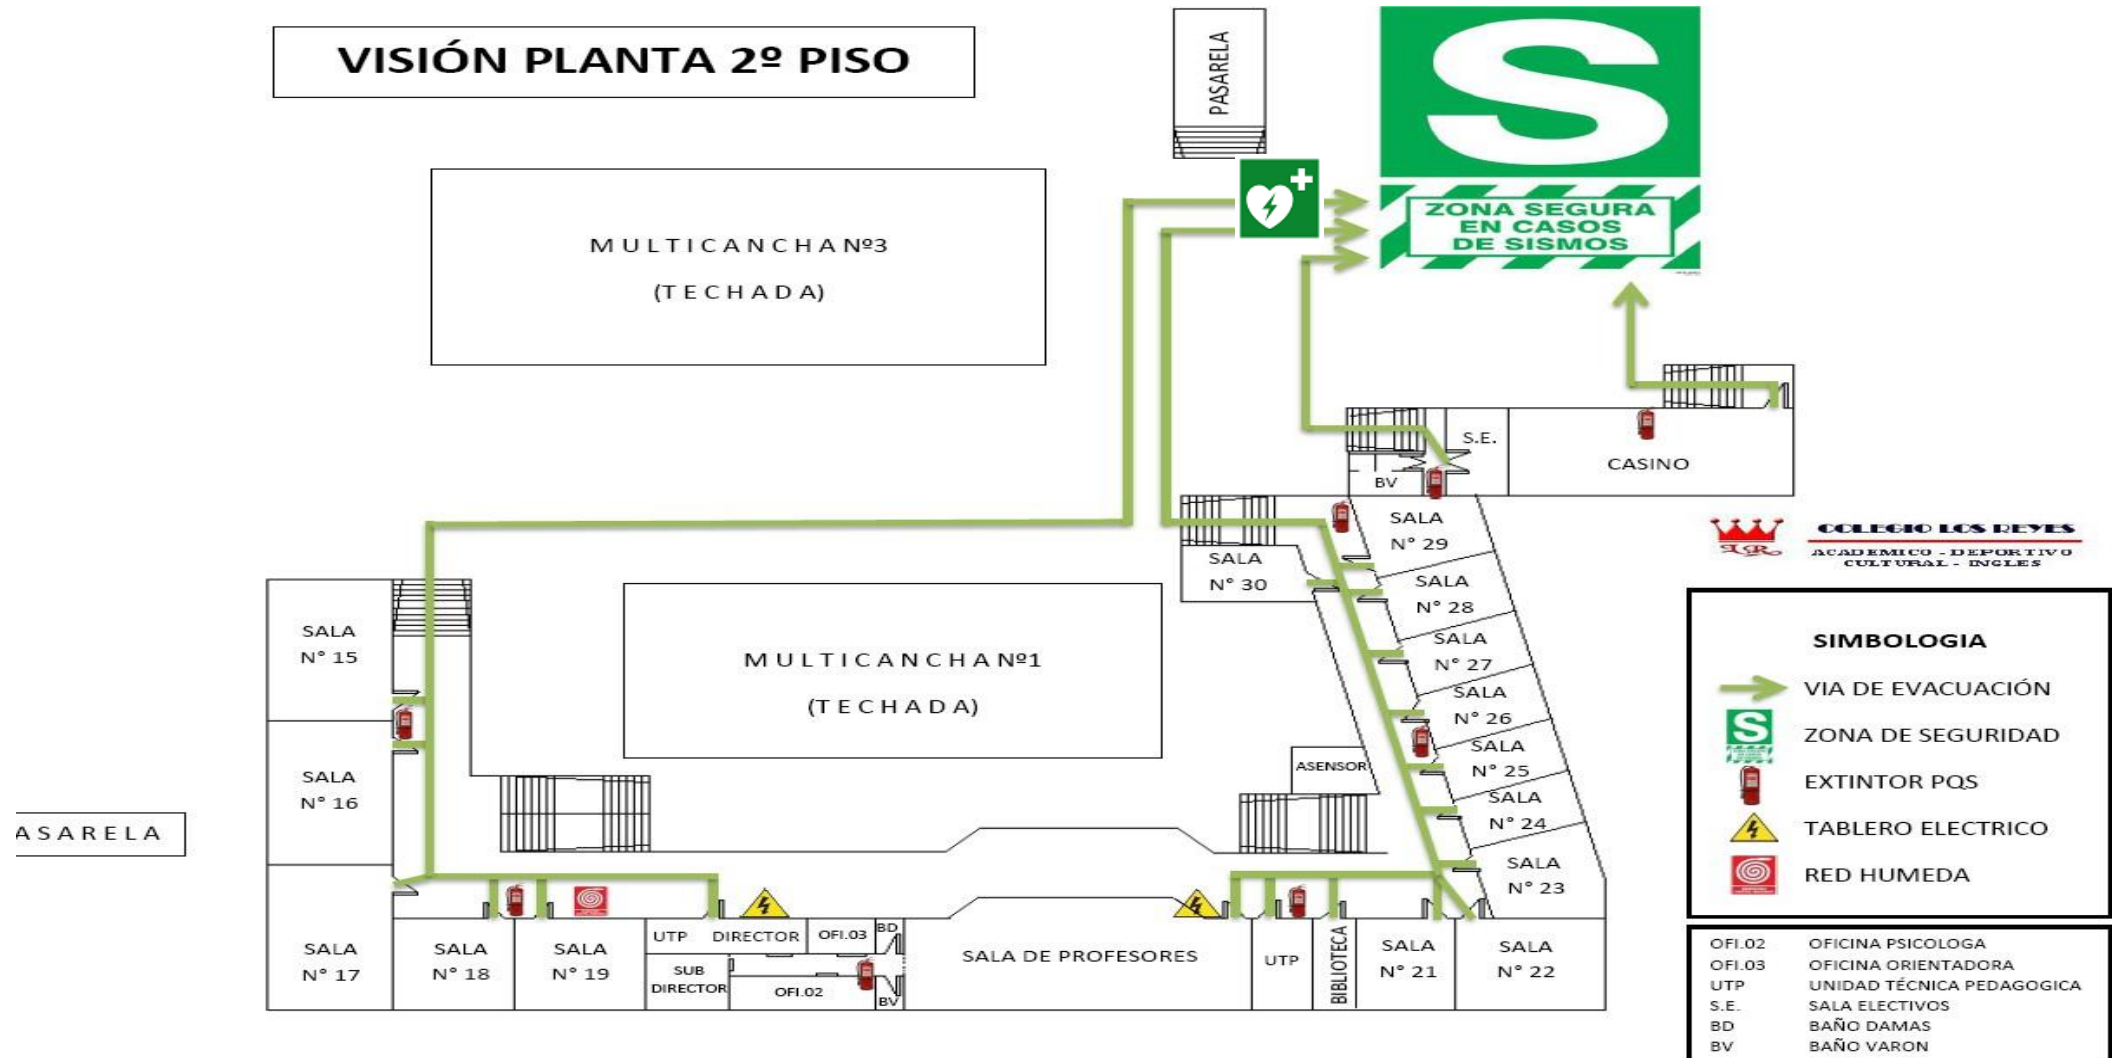 VISIÓN PLANTA 2º PISO
PASARELA
S
ZONA SEGURA
EN CASOS
DE SISMOS
MULTICANCHA Nº3
(TECHADA)
S.E.
CASINO
BV
SALA
N° 29
SALA
N° 30
SALA
N° 28
SALA
N° 27
SALA
N° 26
SALA
N° 25
SALA
N° 24
SALA
N° 23
COLEGIO LOS REYES
ACADEMICO - DEPORTIVO
CULTURAL - INGLES
LR
SALA
N° 15
MULTICANCHA Nº1
(TECHADA)
SALA
N° 16
ASENSOR
ASARELA
SALA
N° 17
SALA
N° 18
SALA
N° 19
UTP DIRECTOR
OFI.03
BD
SUB
DIRECTOR
OFI.02
BV
SALA DE PROFESORES
UTP
BIBLIOTECA
SALA
N° 21
SALA
N° 22
SIMBOLOGIA
VIA DE EVACUACIÓN
S
ZONA DE SEGURIDAD
EXTINTOR PQS
TABLERO ELECTRICO
RED HUMEDA
OFI.02 OFICINA PSICOLOGA
OFI.03 OFICINA ORIENTADORA
UTP UNIDAD TÉCNICA PEDAGOGICA
S.E. SALA ELECTIVOS
BD BAÑO DAMAS
BV BAÑO VARON